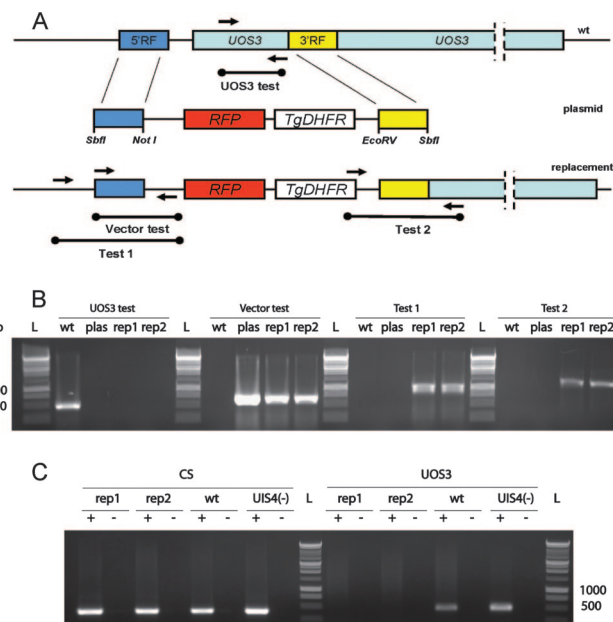 A
5'RF
UOS3
3'RF
UOS3
wt
UOS3 test
plasmid
RFP
TgDHFR
SbfI
Not I
EcoRV
SbfI
replacement
RFP
TgDHFR
Vector test
Test 2
Test 1
B
UOS3 test
Vector test
Test 1
Test 2
L wt plas rep1 rep2 L wt plas rep1 rep2 L wt plas rep1 rep2 L wt plas rep1 rep2
0
0
C
CS
UOS3
rep1 rep2 wt UIS4(-) L rep1 rep2 wt UIS4(-) L
+ - + - + - + - + - + - + - + -
1000
500